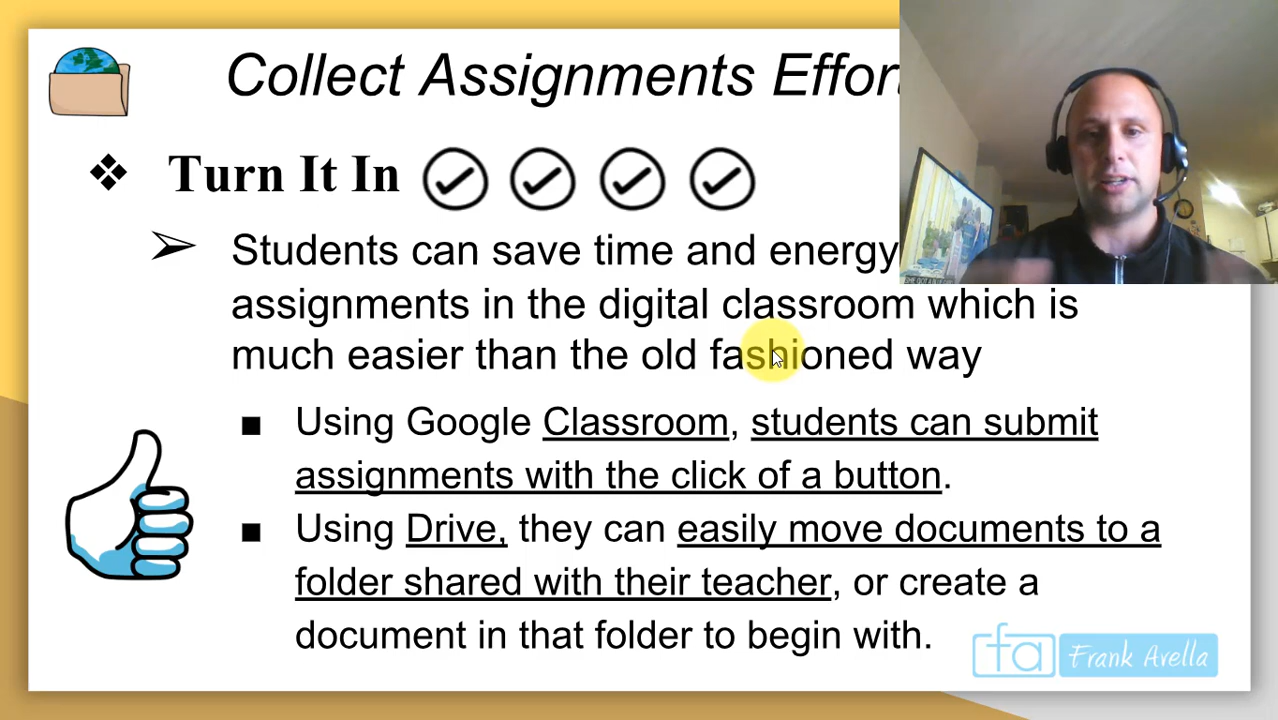 Collect Assignments
Turn It In
Students can save time and energy
assignments in the digital classroom which is
much easier than the old fashioned way
Using Google Classroom, students can submit
assignments with the click of a button.
Using Drive, they can easily move documents to a
folder shared with their teacher, or create a
document in that folder to begin with.
fa Frank Avella